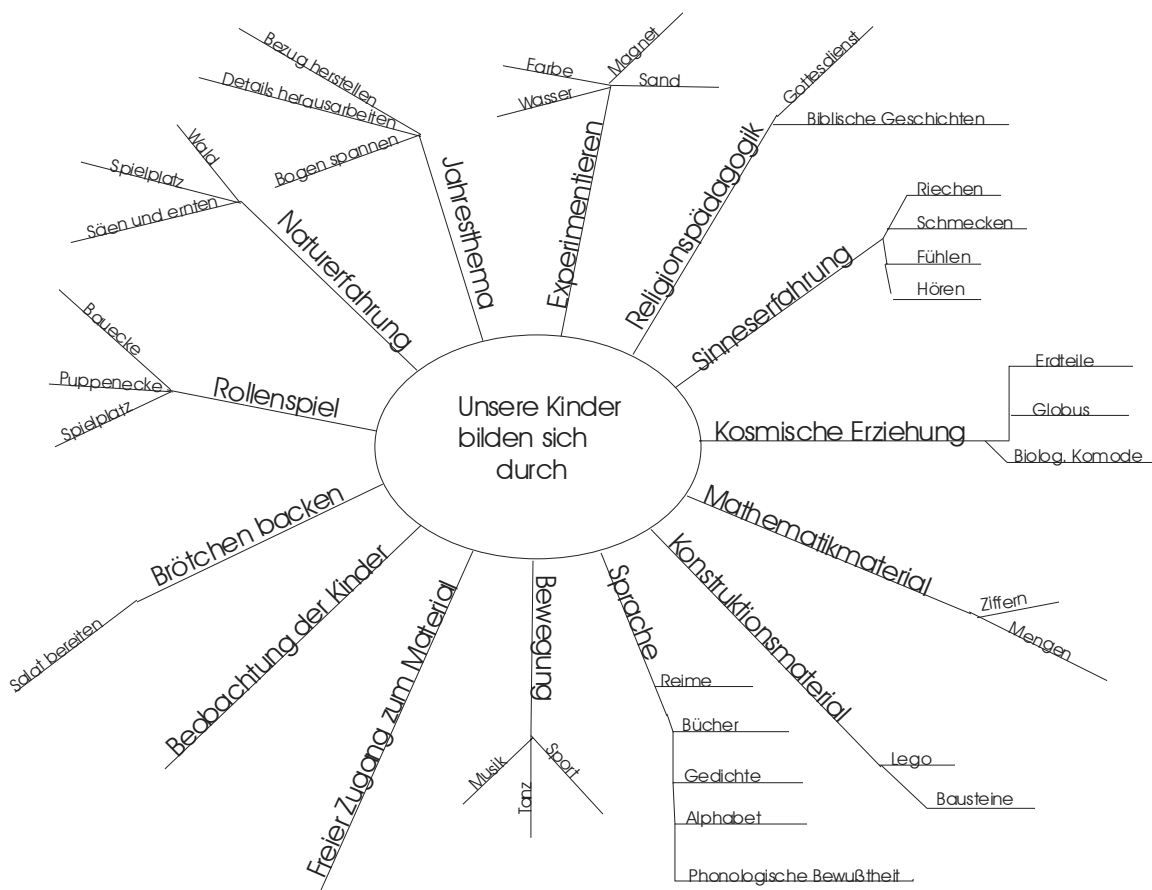 Unsere Kinder
bilden sich
durch
Jahresthema
Bezug herstellen
Details herausarbeiten
Bogen spannen
Experimentieren
Farbe
Wasser
Magnet
Sand
Religionspädagogik
Gottesdienst
Biblische Geschichten
Sinneserfahrung
Riechen
Schmecken
Fühlen
Hören
Kosmische Erziehung
Erdteile
Globus
Biolog. Komode
Mathematikmaterial
Ziffern
Mengen
Konstruktionsmaterial
Lego
Bausteine
Sprache
Reime
Bücher
Gedichte
Alphabet
Phonologische Bewußtheit
Bewegung
Musik
Tanz
Sport
Freier Zugang zum Material
Beobachtung der Kinder
Brötchen backen
Salat bereiten
Rollenspiel
Bauecke
Puppenecke
Spielplatz
Naturerfahrung
Wald
Spielplatz
Säen und ernten